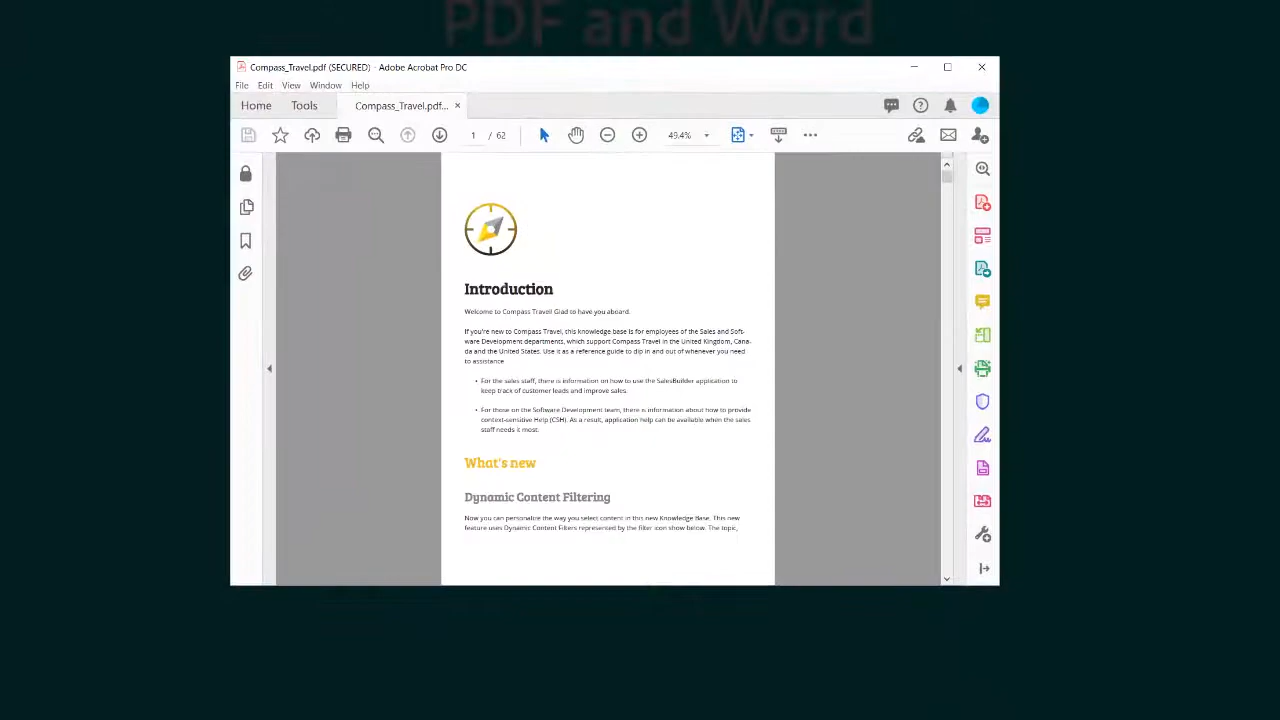 PDF and Word
Compass_Travel.pdf (SECURED) - Adobe Acrobat Pro DC
File Edit View Window Help
Home Tools Compass_Travel.pdf... ×
1 / 62 49.4%
Introduction
Welcome to Compass Travel! Glad to have you aboard.
If you're new to Compass Travel, this knowledge base is for employees of the Sales and Soft-
ware Development departments, which support Compass Travel in the United Kingdom, Cana-
da and the United States. Use it as a reference guide to dip in and out of whenever you need
to assistance
• For the sales staff, there is information on how to use the SalesBuilder application to
keep track of customer leads and improve sales.
• For those on the Software Development team, there is information about how to provide
context-sensitive Help (CSH). As a result, application help can be available when the sales
staff needs it most.
What's new
Dynamic Content Filtering
Now you can personalize the way you select content in this new Knowledge Base. This new
feature uses Dynamic Content Filters represented by the filter icon show below. The topic,